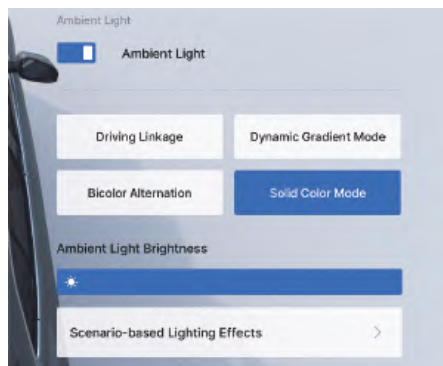 Ambient Light
Ambient Light
Driving Linkage
Dynamic Gradient Mode
Bicolor Alternation
Solid Color Mode
Ambient Light Brightness
Scenario-based Lighting Effects